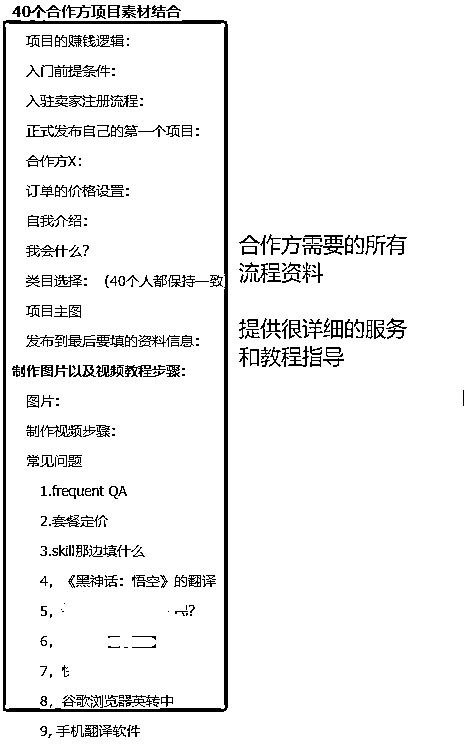 40个合作方项目素材结合
项目的赚钱逻辑：
入门前提条件：
入驻卖家注册流程：
正式发布自己的第一个项目：
合作方X：
订单的价格设置：
自我介绍：
我会什么？
类目选择：（40个人都保持一致
项目主图
发布到最后要填的资料信息：
制作图片以及视频教程步骤：
图片：
制作视频步骤：
常见问题
1.frequent QA
2.套餐定价
3.skill那边填什么
4，《黑神话：悟空》的翻译
5，
6，
7，
8，谷歌浏览器英转中
9, 手机翻译软件
合作方需要的所有
流程资料
提供很详细的服务
和教程指导